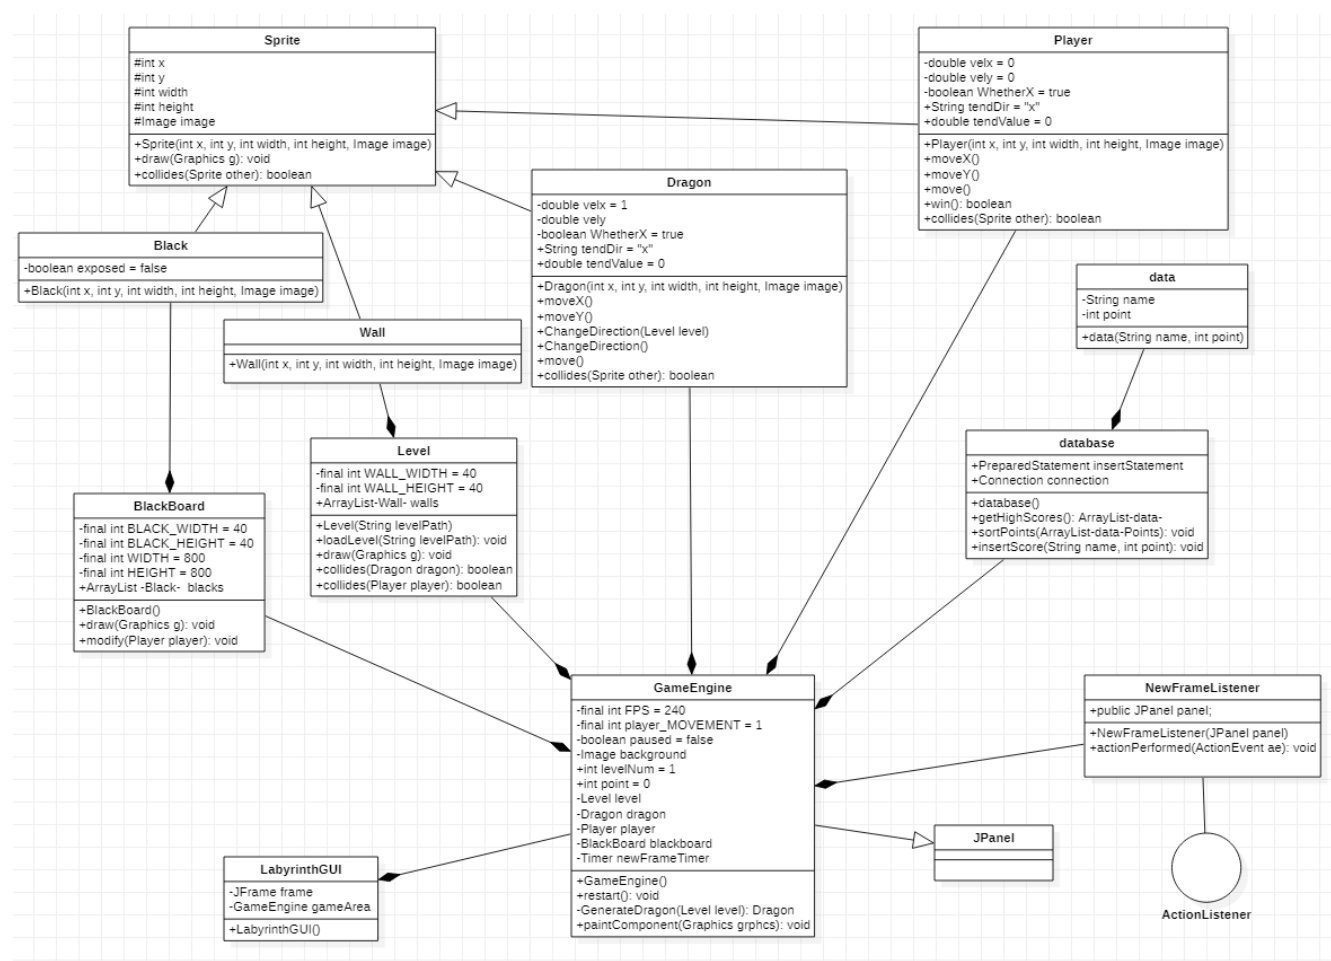 Sprite
#int x
#int y
#int width
#int height
#Image image
+Sprite(int x, int y, int width, int height, Image image)
+draw(Graphics g): void
+collides(Sprite other): boolean
Player
-double velx = 0
-double vely = 0
-boolean WhetherX = true
+String tendDir = "x"
+double tendValue = 0
+Player(int x, int y, int width, int height, Image image)
+moveX()
+moveY()
+move()
+win(): boolean
+collides(Sprite other): boolean
Dragon
-double velx = 1
-double vely
-boolean WhetherX = true
+String tendDir = "x"
+double tendValue = 0
+Dragon(int x, int y, int width, int height, Image image)
+moveX()
+moveY()
+ChangeDirection(Level level)
+ChangeDirection()
+move()
+collides(Sprite other): boolean
Black
-boolean exposed = false
+Black(int x, int y, int width, int height, Image image)
Wall
+Wall(int x, int y, int width, int height, Image image)
data
-String name
-int point
+data(String name, int point)
Level
-final int WALL_WIDTH = 40
-final int WALL_HEIGHT = 40
+ArrayList-Wall- walls
+Level(String levelPath)
+loadLevel(String levelPath): void
+draw(Graphics g): void
+collides(Dragon dragon): boolean
+collides(Player player): boolean
database
+PreparedStatement insertStatement
+Connection connection
+database()
+getHighScores(): ArrayList-data-
+sortPoints(ArrayList-data-Points): void
+insertScore(String name, int point): void
BlackBoard
-final int BLACK_WIDTH = 40
-final int BLACK_HEIGHT = 40
-final int WIDTH = 800
-final int HEIGHT = 800
+ArrayList -Black-  blacks
+BlackBoard()
+draw(Graphics g): void
+modify(Player player): void
GameEngine
-final int FPS = 240
-final int player_MOVEMENT = 1
-boolean paused = false
-Image background
+int levelNum = 1
+int point = 0
-Level level
-Dragon dragon
-Player player
-BlackBoard blackboard
-Timer newFrameTimer
+GameEngine()
+restart(): void
-GenerateDragon(Level level): Dragon
+paintComponent(Graphics grphcs): void
NewFrameListener
+public JPanel panel;
+NewFrameListener(JPanel panel)
+actionPerformed(ActionEvent ae): void
JPanel
ActionListener
LabyrinthGUI
-JFrame frame
-GameEngine gameArea
+LabyrinthGUI()